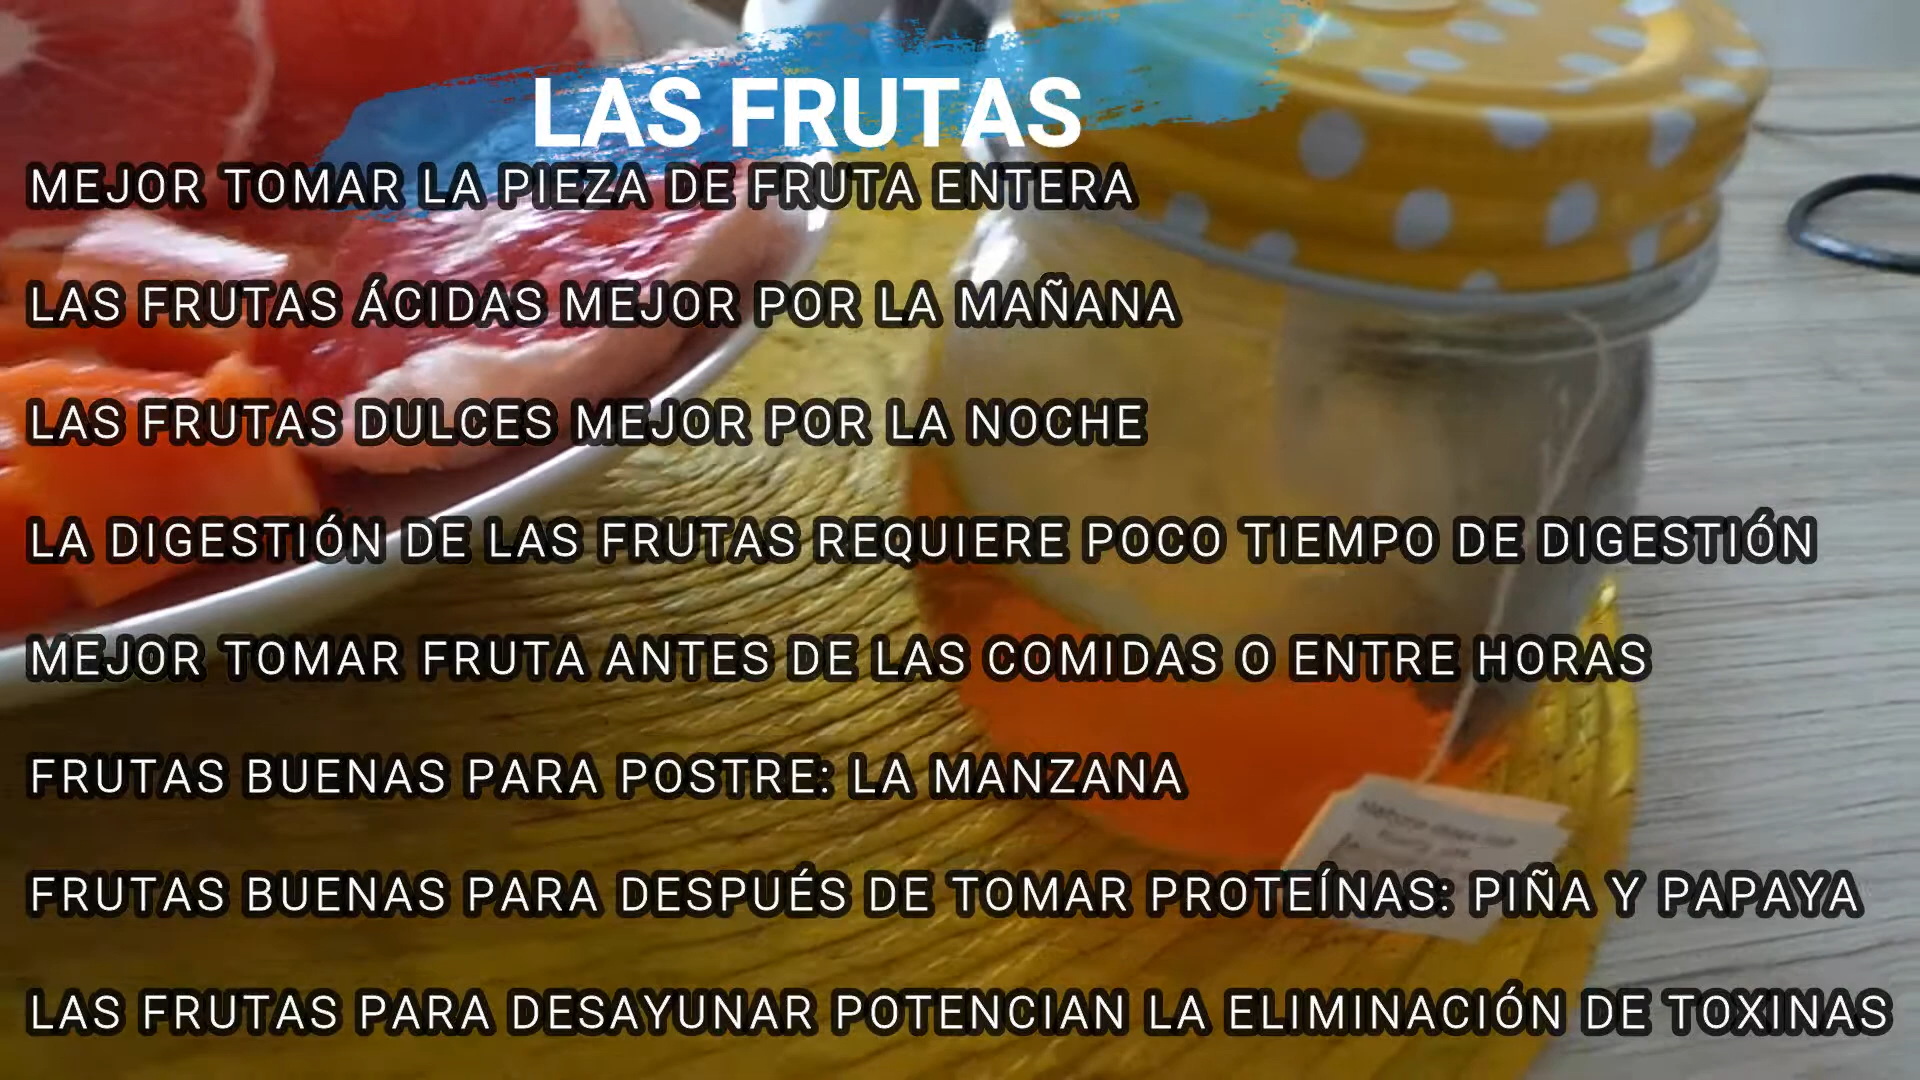 LAS FRUTAS
MEJOR TOMAR LA PIEZA DE FRUTA ENTERA
LAS FRUTAS ÁCIDAS MEJOR POR LA MAÑANA
LAS FRUTAS DULCES MEJOR POR LA NOCHE
LA DIGESTIÓN DE LAS FRUTAS REQUIERE POCO TIEMPO DE DIGESTIÓN
MEJOR TOMAR FRUTA ANTES DE LAS COMIDAS O ENTRE HORAS
FRUTAS BUENAS PARA POSTRE: LA MANZANA
FRUTAS BUENAS PARA DESPUÉS DE TOMAR PROTEÍNAS: PIÑA Y PAPAYA
LAS FRUTAS PARA DESAYUNAR POTENCIAN LA ELIMINACIÓN DE TOXINAS